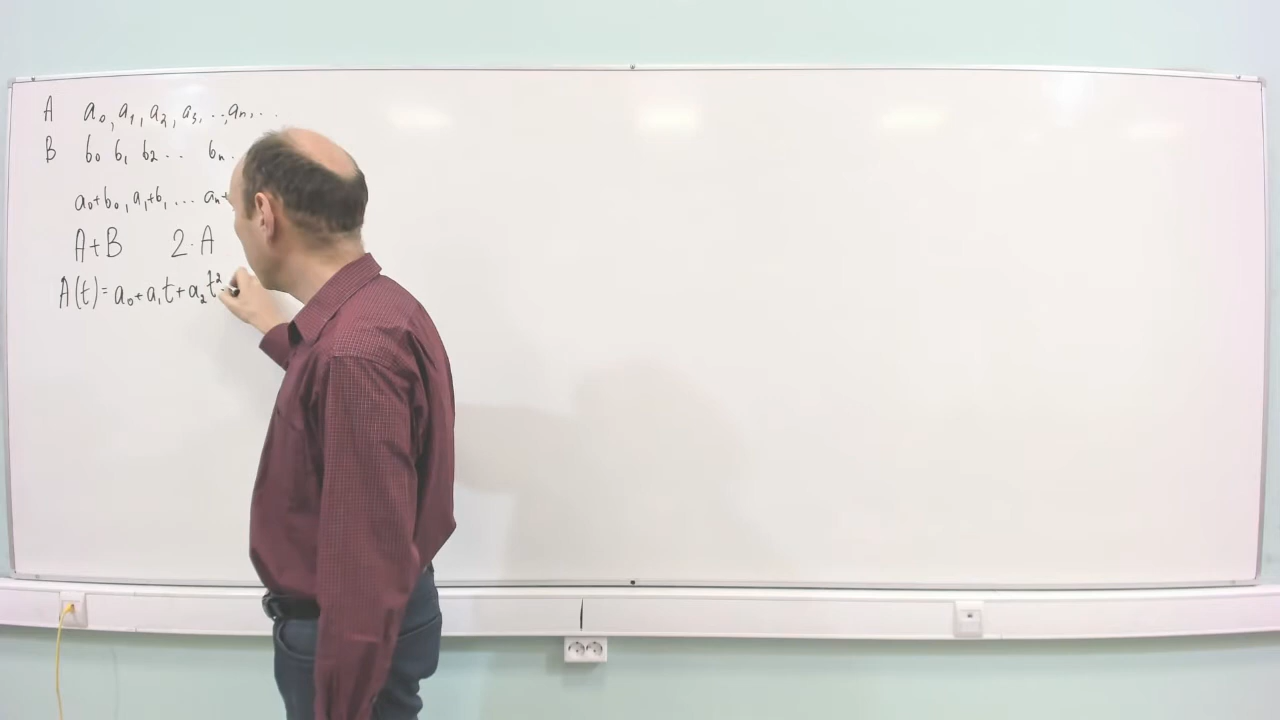 A a₀, a₁, a₂, a₃, ..., aₙ, ...
B b₀ b₁ b₂ ... bₙ.
a₀+b₀, a₁+b₁, ... aₙ+
A+B 2·A
A(t)=a₀+a₁t+a₂t²